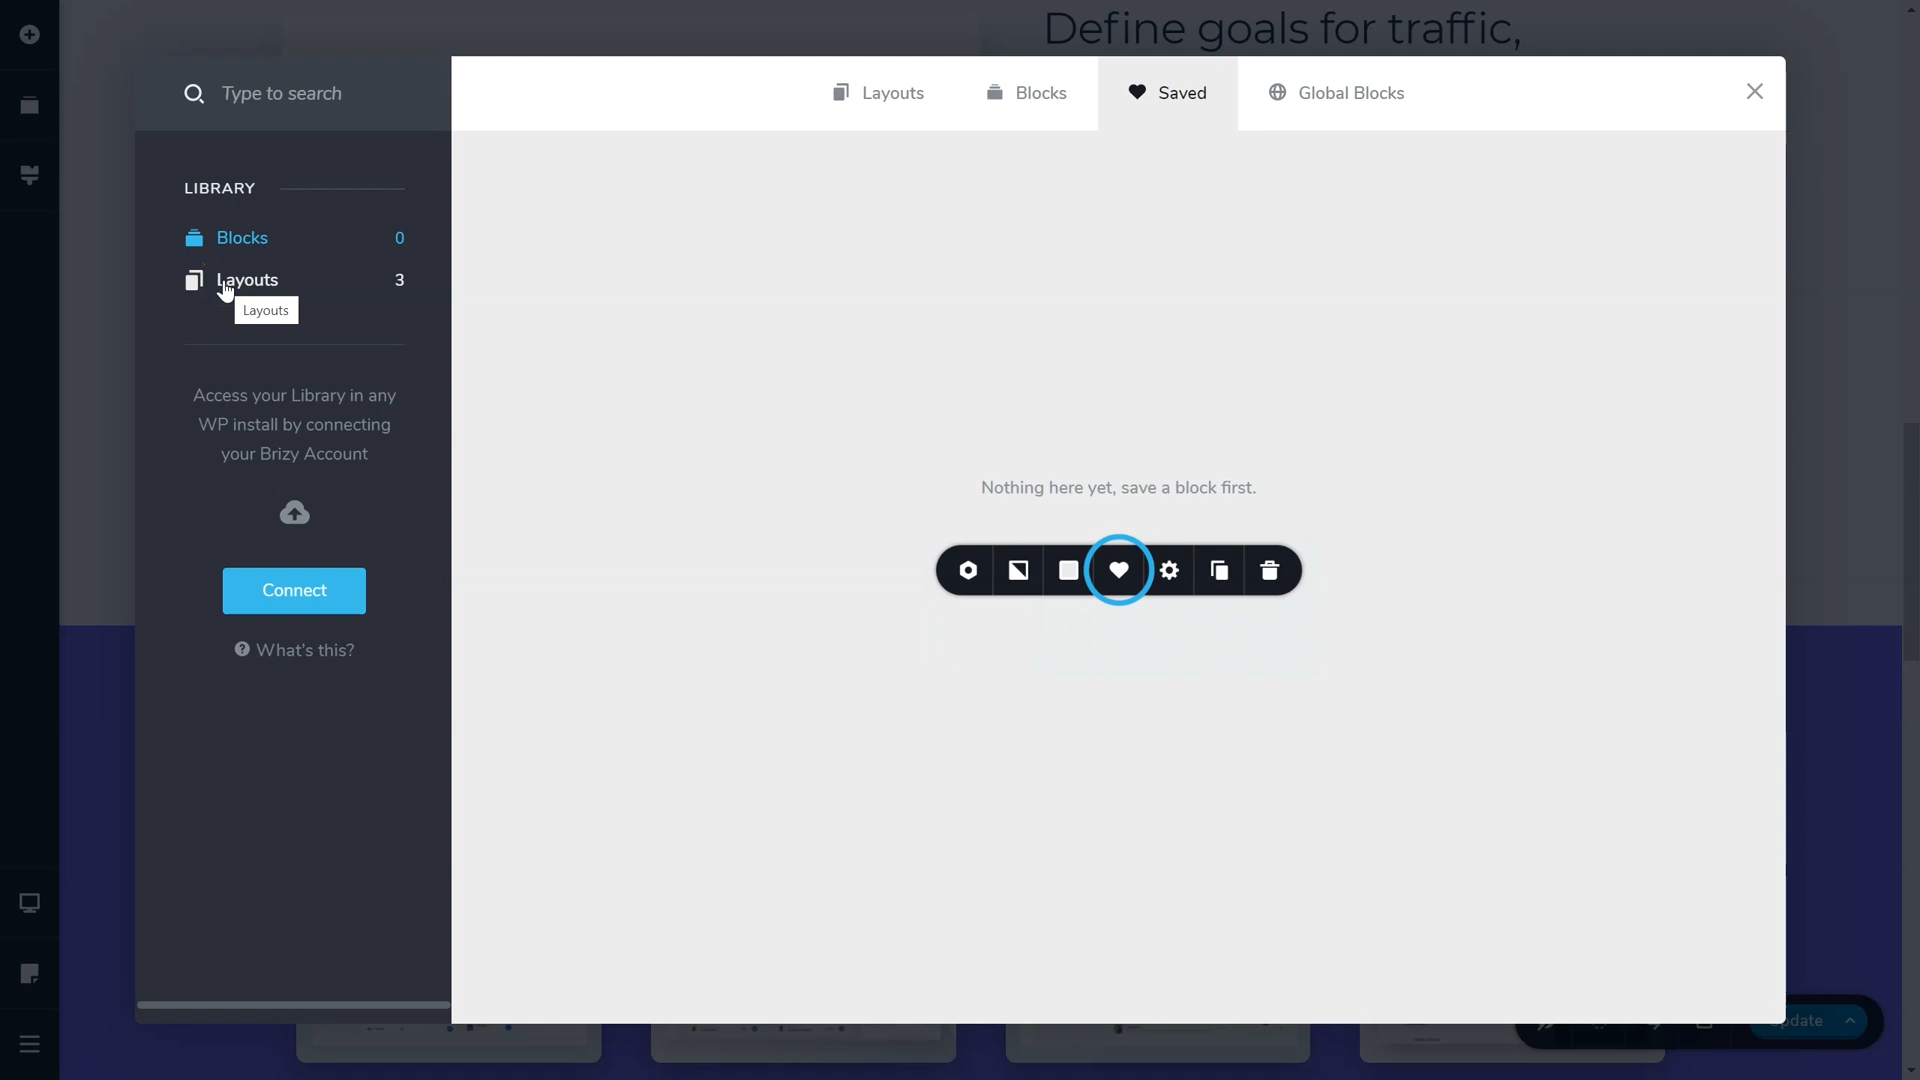 Define goals for traffic,
Type to search
Layouts
Blocks
Saved
Global Blocks
LIBRARY
Blocks 0
Layouts 3
Layouts
Access your Library in any
WP install by connecting
your Brizy Account
Nothing here yet, save a block first.
Connect
What's this?
Update